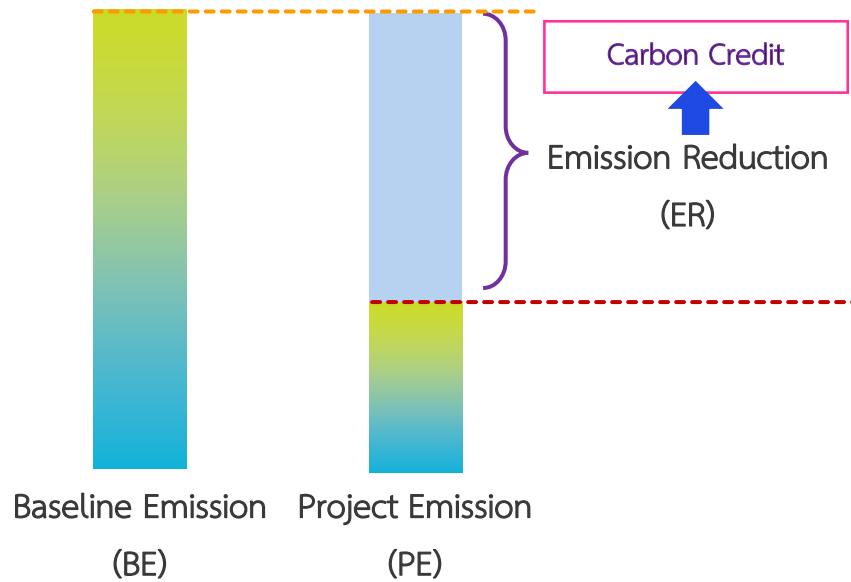 Carbon Credit
Emission Reduction
(ER)
Baseline Emission
(BE)
Project Emission
(PE)